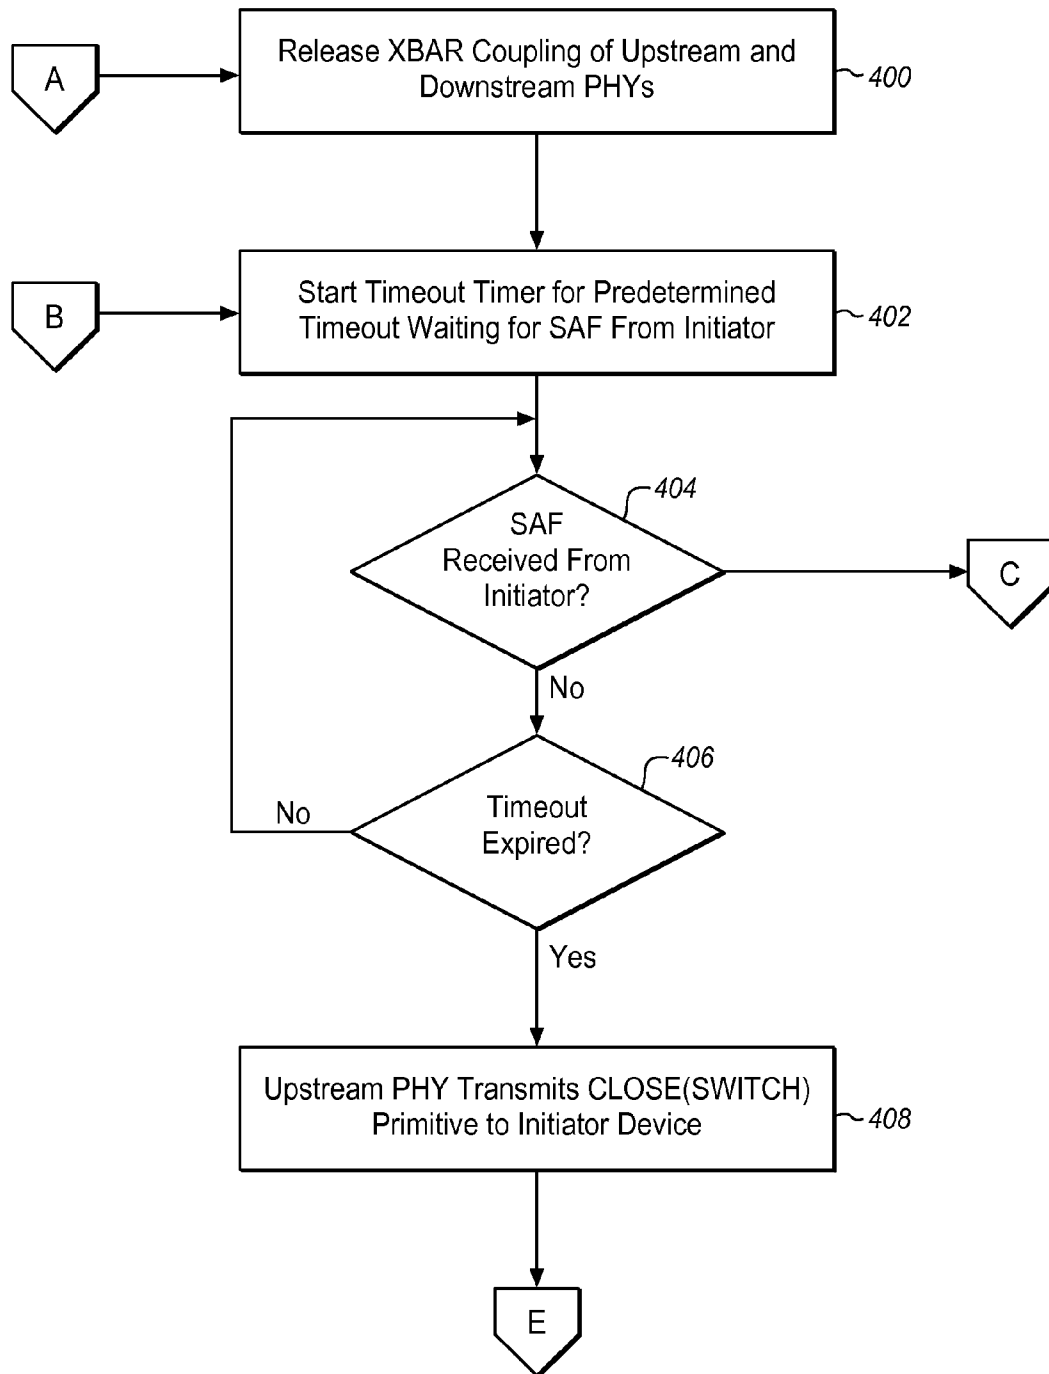 A
Release XBAR Coupling of Upstream and
Downstream PHYs
400
B
Start Timeout Timer for Predetermined
Timeout Waiting for SAF From Initiator
402
404
SAF
Received From
Initiator?
C
No
406
Timeout
Expired?
No
Yes
Upstream PHY Transmits CLOSE(SWITCH)
Primitive to Initiator Device
408
E